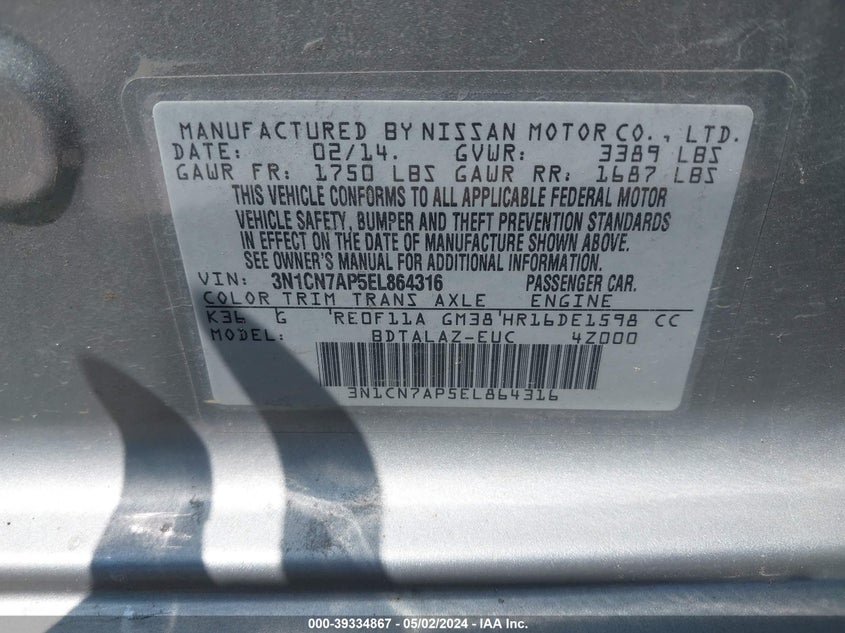 MANUFACTURED BY NISSAN MOTOR CO., LTD.
DATE: 02/14. GVWR: 3389 LBS
GAWR FR: 1750 LBS GAWR RR: 1687 LBS
THIS VEHICLE CONFORMS TO ALL APPLICABLE FEDERAL MOTOR
VEHICLE SAFETY, BUMPER AND THEFT PREVENTION STANDARDS
IN EFFECT ON THE DATE OF MANUFACTURE SHOWN ABOVE.
SEE OWNER'S MANUAL FOR ADDITIONAL INFORMATION.
VIN: 3N1CN7AP5EL864316 PASSENGER CAR.
COLOR TRIM TRANS AXLE ENGINE
K36 G RE0F11A GM38 HR16DE1598 CC
MODEL: BDTALAZ-EUC 4Z000
3N1CN7AP5EL864316
000-39334867 - 05/02/2024 - IAA Inc.